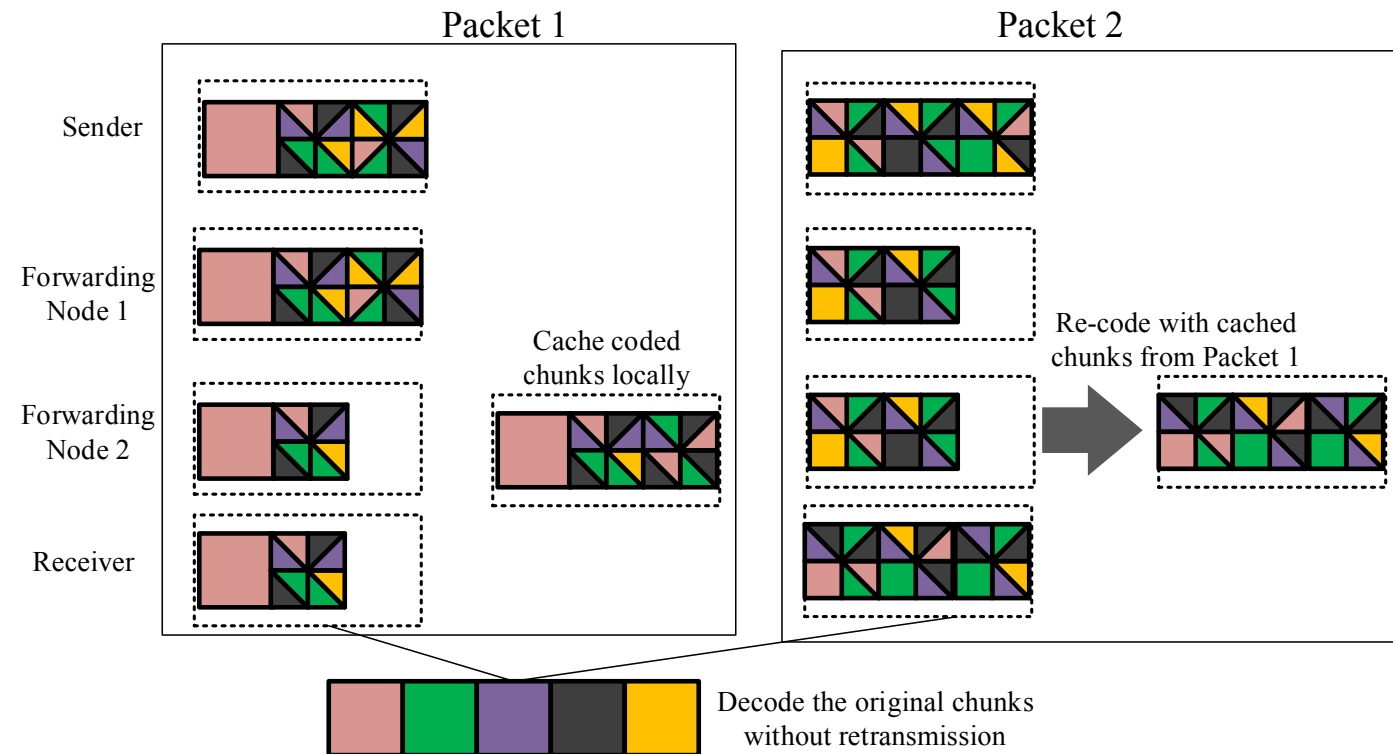 Packet 1
Packet 2
Sender
Forwarding
Node 1
Cache coded
chunks locally
Re-code with cached
chunks from Packet 1
Forwarding
Node 2
Receiver
Decode the original chunks
without retransmission